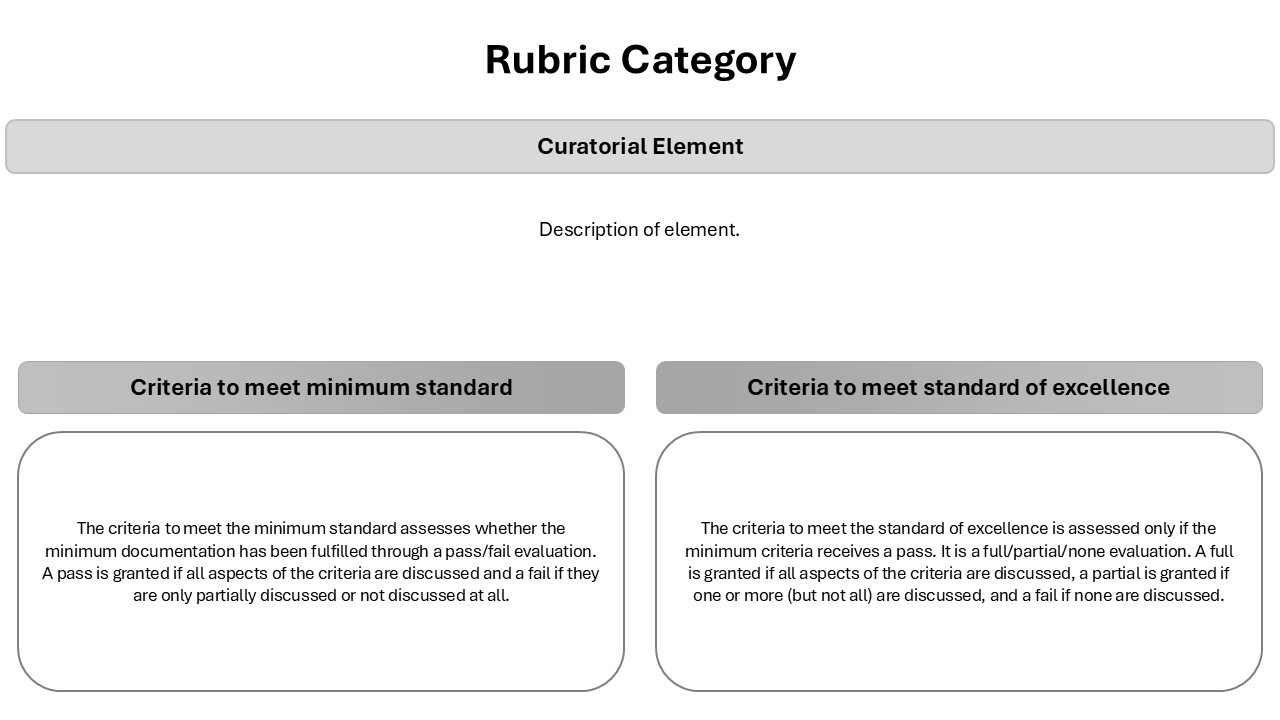 Rubric Category
Curatorial Element
Description of element.
Criteria to meet minimum standard
The criteria to meet the minimum standard assesses whether the
minimum documentation has been fulfilled through a pass/fail evaluation.
A pass is granted if all aspects of the criteria are discussed and a fail if they
are only partially discussed or not discussed at all.
Criteria to meet standard of excellence
The criteria to meet the standard of excellence is assessed only if the
minimum criteria receives a pass. It is a full/partial/none evaluation. A full
is granted if all aspects of the criteria are discussed, a partial is granted if
one or more (but not all) are discussed, and a fail if none are discussed.